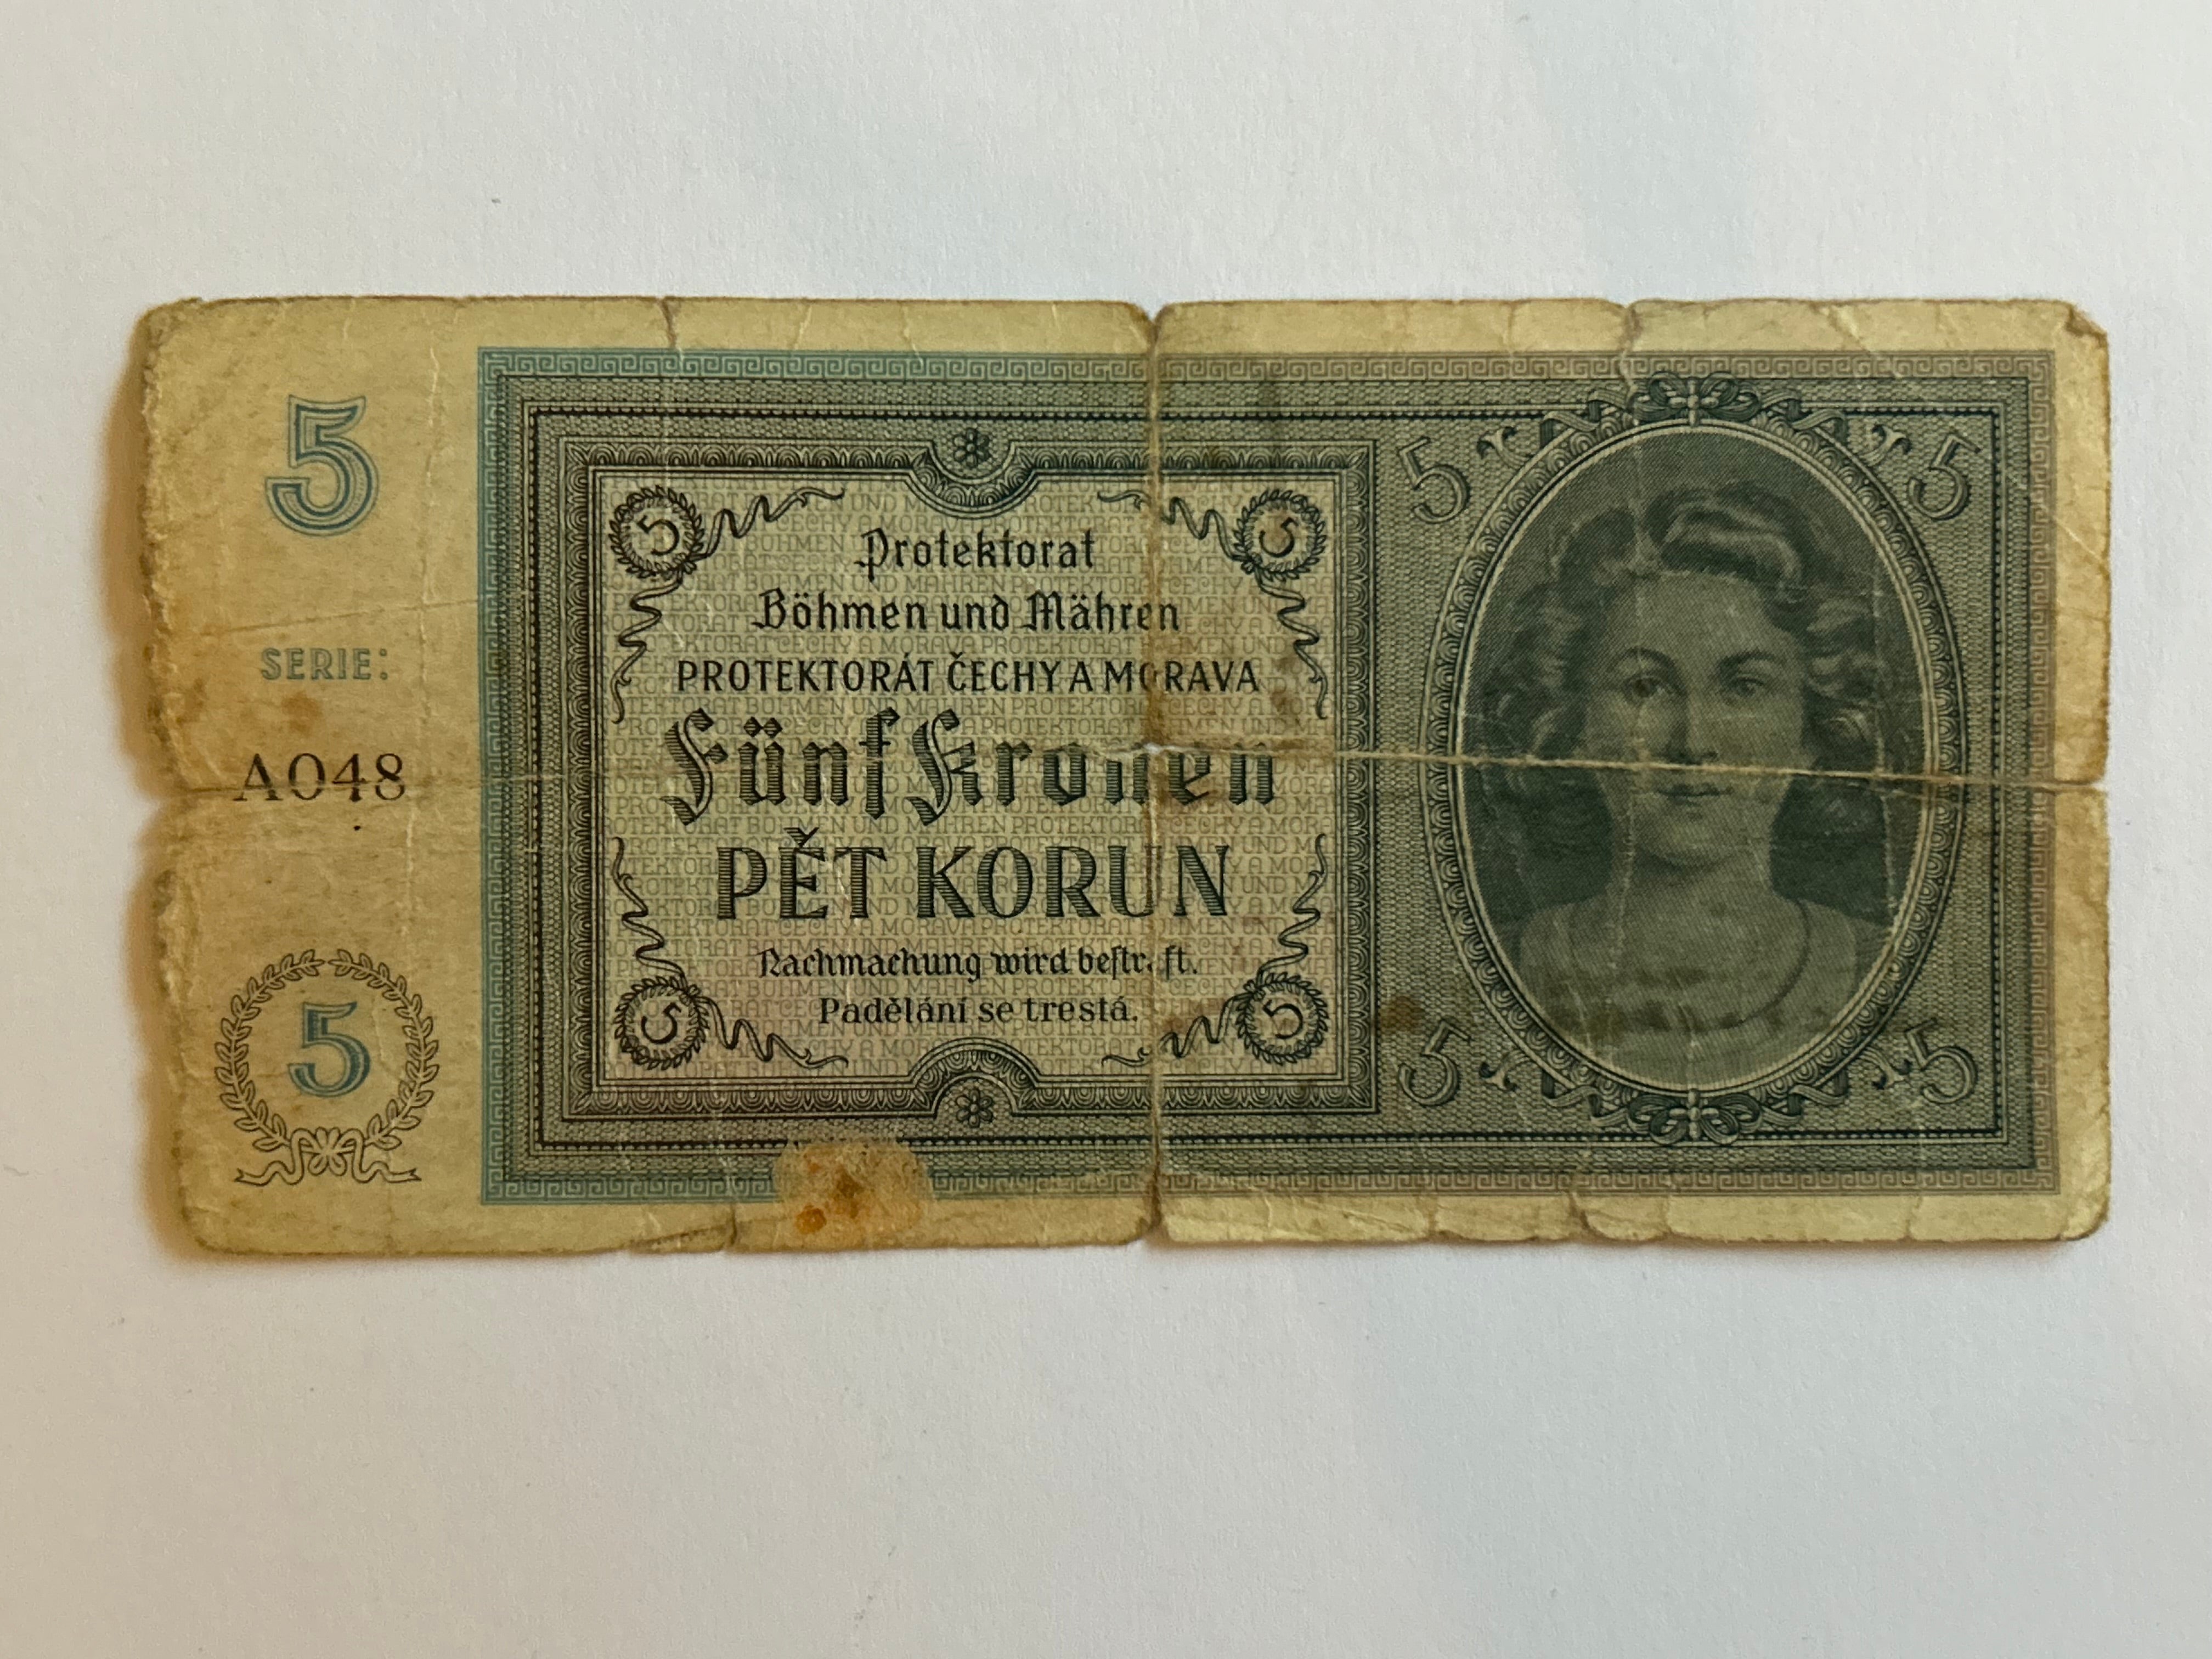 5
SERIE:
A048
5
5
5
Protektorat
Böhmen und Mähren
PROTEKTORÁT ČECHY A MORAVA
Fünf Kronen
PĚT KORUN
Nachmachung wird bestraft.
Padělání se trestá.
5
5
5
5
5
5